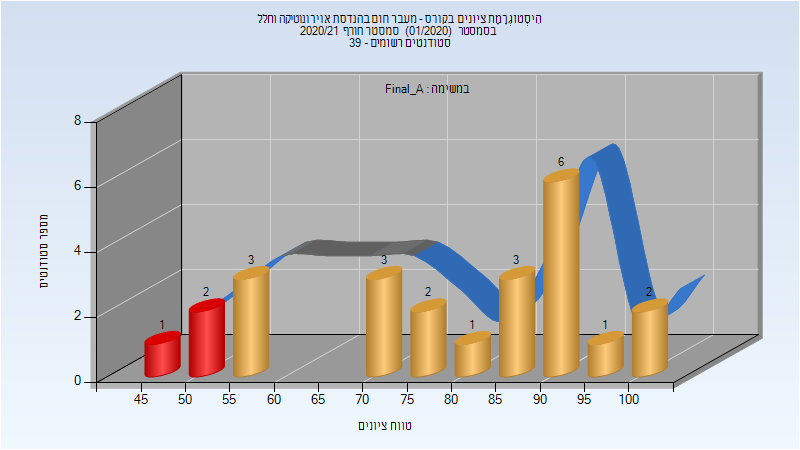 היסטוגרמת ציונים בקורס - מעבר חום בהנדסת אוירונוטיקה וחלל
בסמסטר (01/2020) סמסטר חורף 2020/21
סטודנטים רשומים - 39
במשימה : Final_A
מספר סטודנטים
8
6
4
2
0
1
2
3
3
2
1
3
6
1
2
45 50 55 60 65 70 75 80 85 90 95 100
טווח ציונים